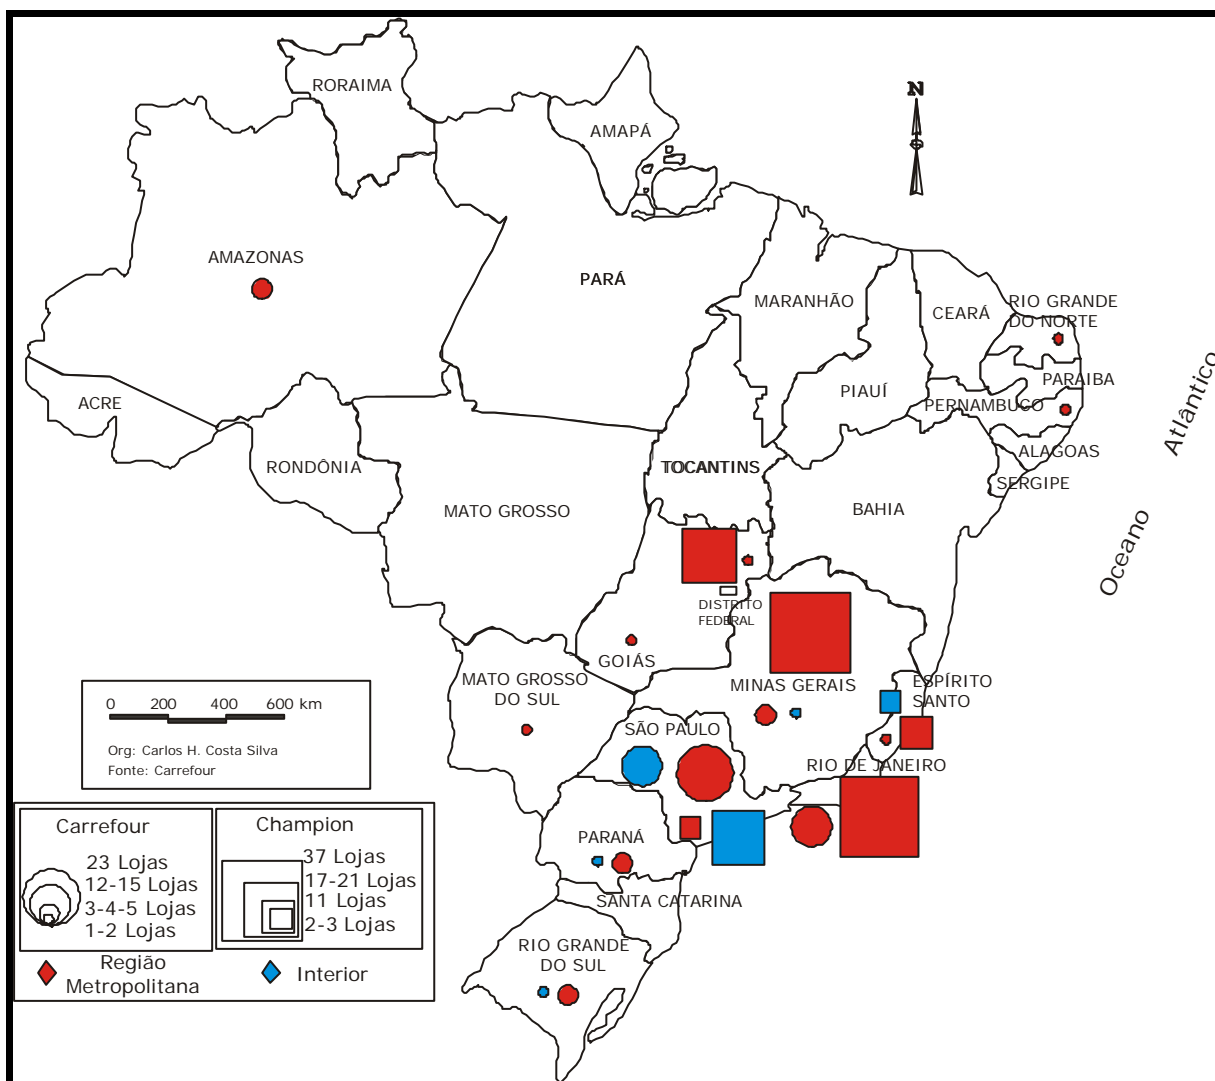 RORAIMA
AMAPÁ
N
AMAZONAS
PARÁ
MARANHÃO
CEARÁ
RIO GRANDE
DO NORTE
ACRE
PIAUÍ
PARAIBA
PERNAMBUCO
Oceano Atlântico
RONDÔNIA
TOCANTINS
ALAGOAS
SERGIPE
MATO GROSSO
BAHIA
DISTRITO
FEDERAL
GOIÁS
MATO GROSSO
DO SUL
MINAS GERAIS
ESPÍRITO
SANTO
SÃO PAULO
RIO DE JANEIRO
PARANÁ
SANTA CATARINA
RIO GRANDE
DO SUL
0 200 400 600 km
Org: Carlos H. Costa Silva
Fonte: Carrefour
Carrefour
23 Lojas
12-15 Lojas
3-4-5 Lojas
1-2 Lojas
Champion
37 Lojas
17-21 Lojas
11 Lojas
2-3 Lojas
Região
Metropolitana
Interior